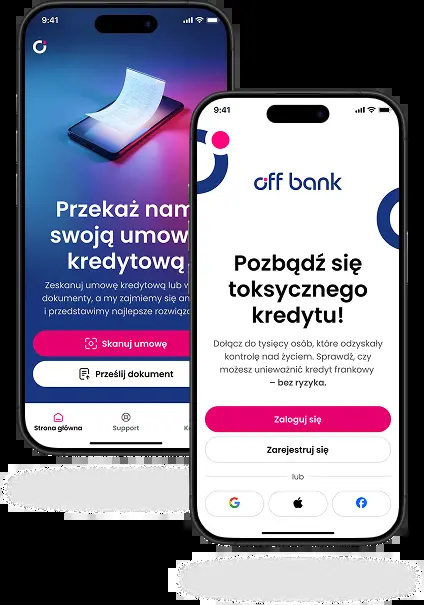 9:41
Przekaż nam
swoją umow
kredytową
Zeskanuj umowę kredytową lub w
dokumenty, a my zajmiemy się an
i przedstawimy najlepsze rozwiąz
Skanuj umowę
Prześlij dokument
Strona główna
Support
K
9:41
off bank
Pozbądź się
toksycznego
kredytu!
Dołącz do tysięcy osób, które odzyskały
kontrolę nad życiem. Sprawdź, czy
możesz unieważnić kredyt frankowy
– bez ryzyka.
Zaloguj się
Zarejestruj się
lub